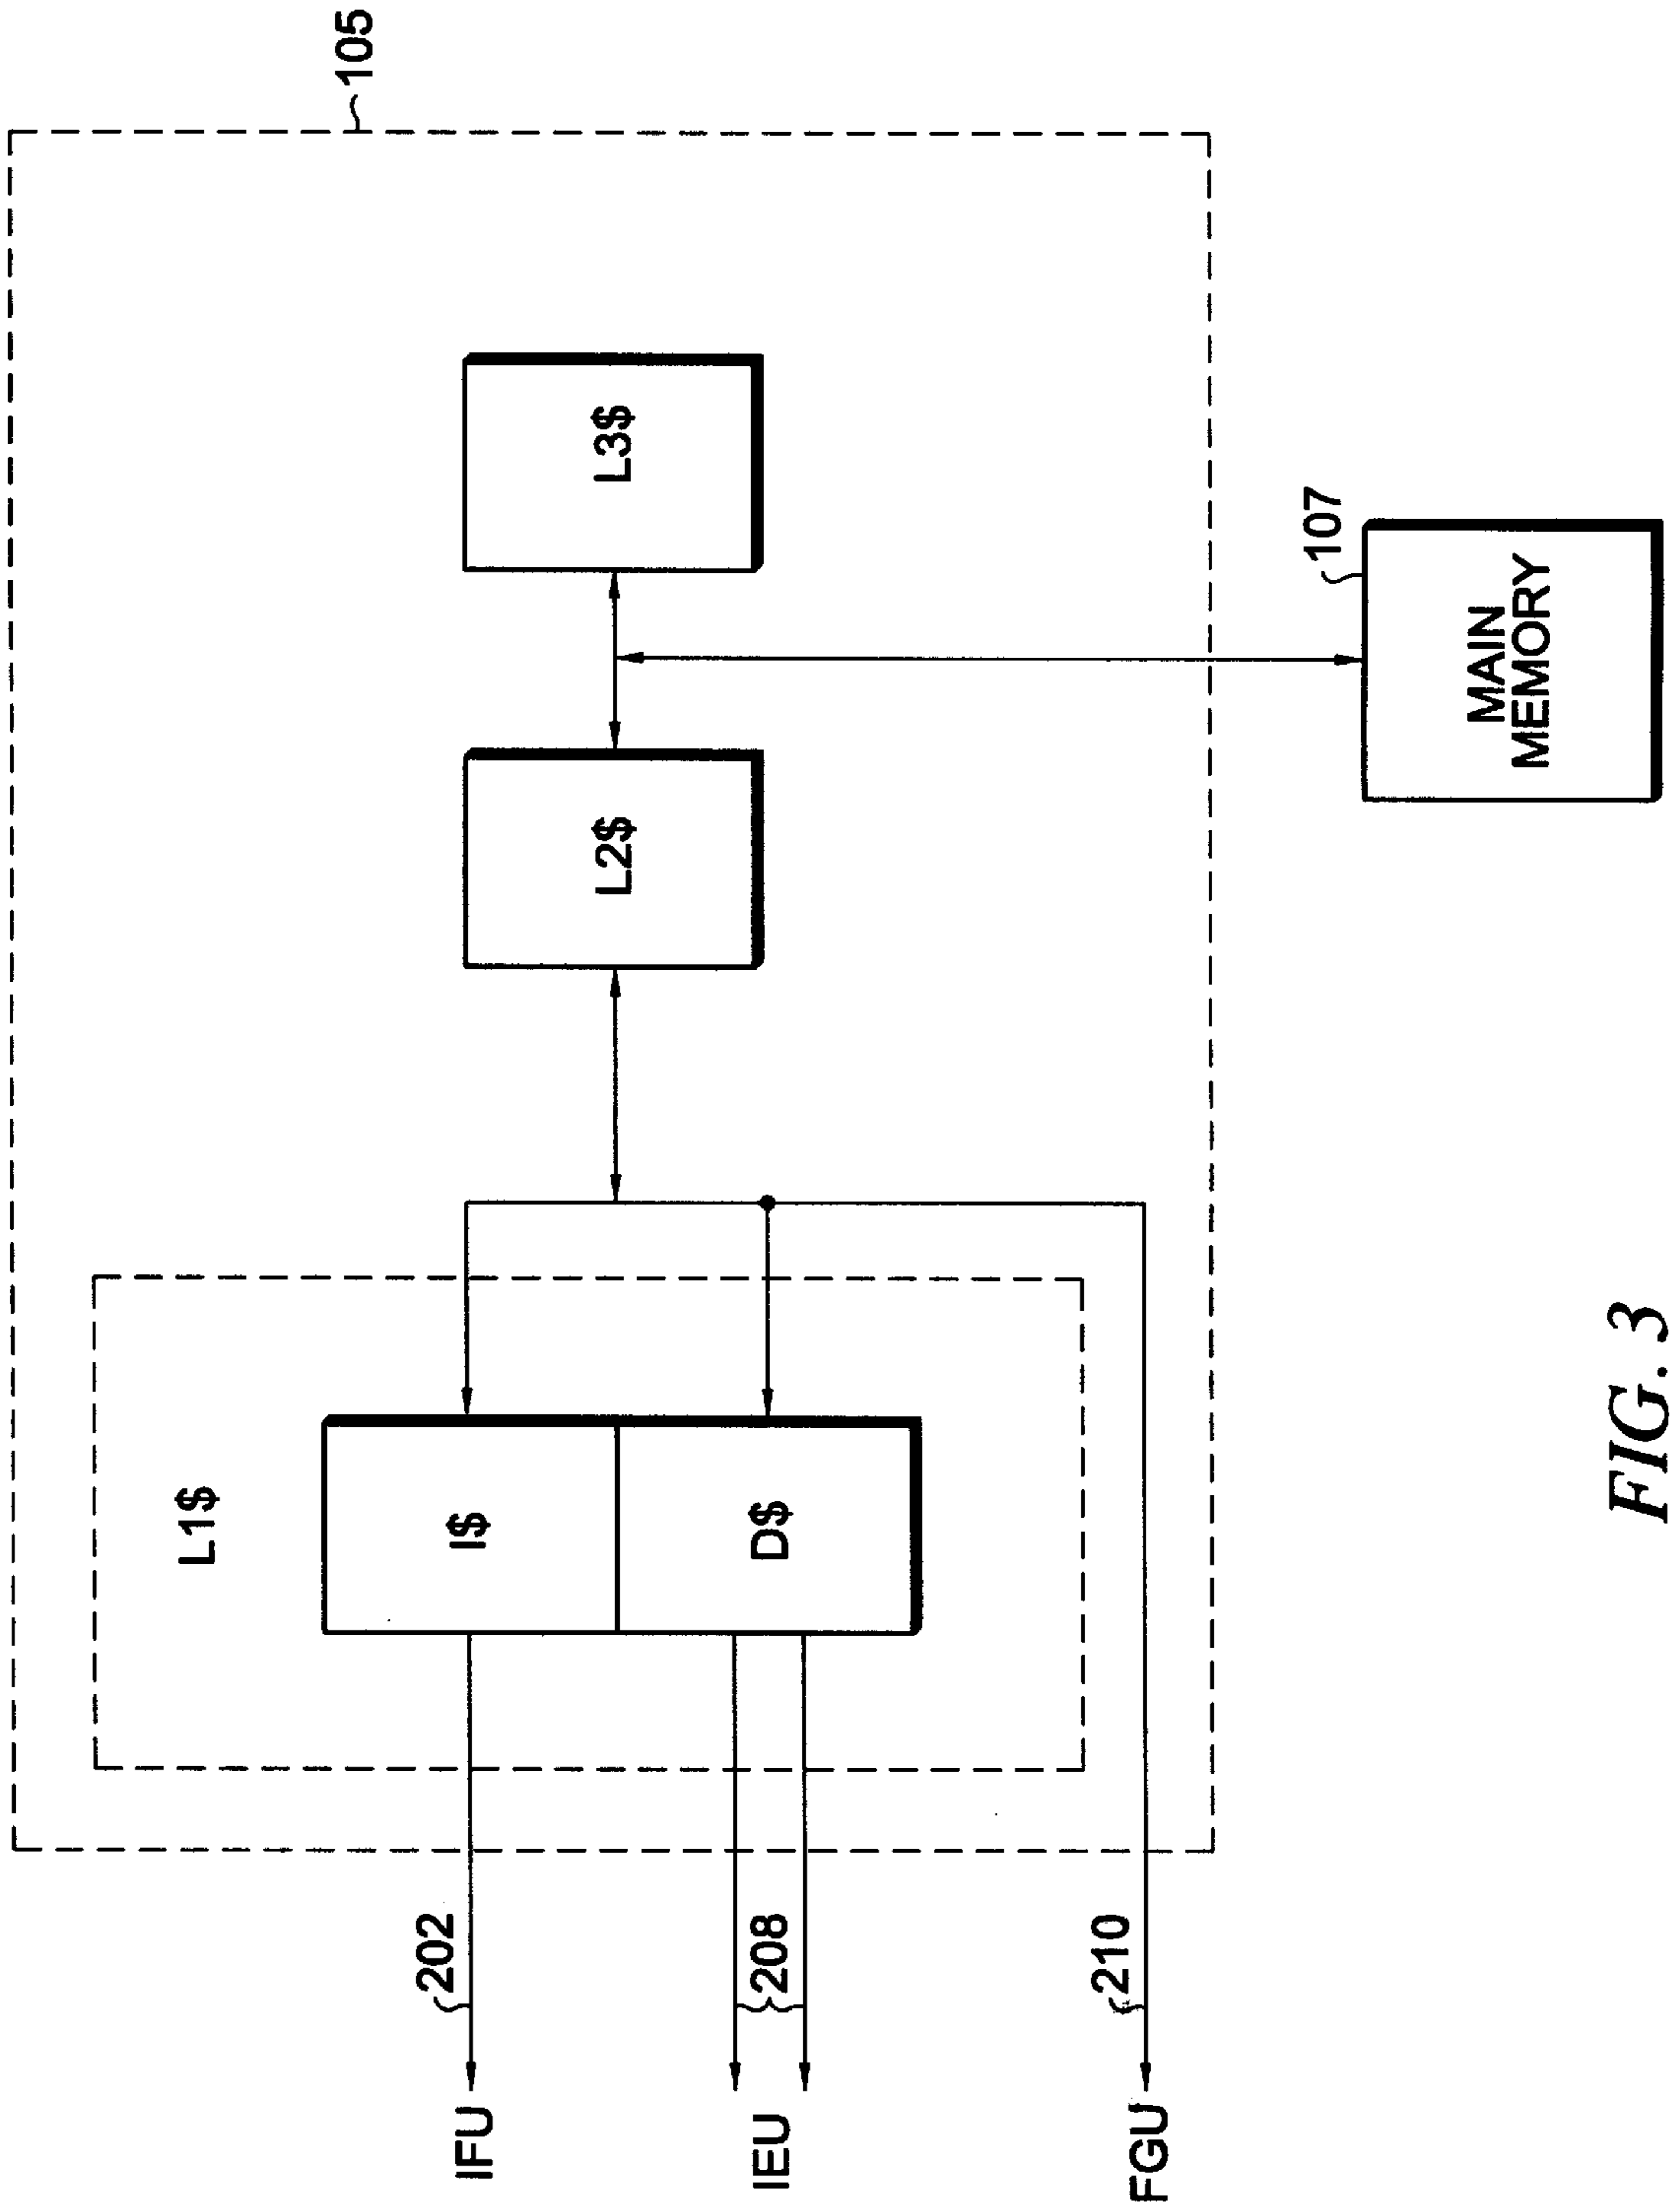 105
L3$
107
MAIN
MEMORY
L2$
L1$
I$
D$
202
208
210
IFU
IEU
FGU
FIG. 3